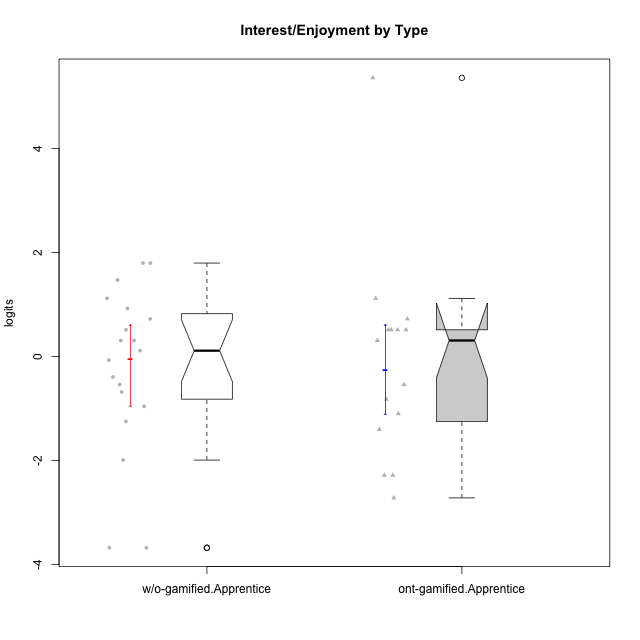 Interest/Enjoyment by Type
logits
4
2
0
-2
-4
w/o-gamified.Apprentice
ont-gamified.Apprentice